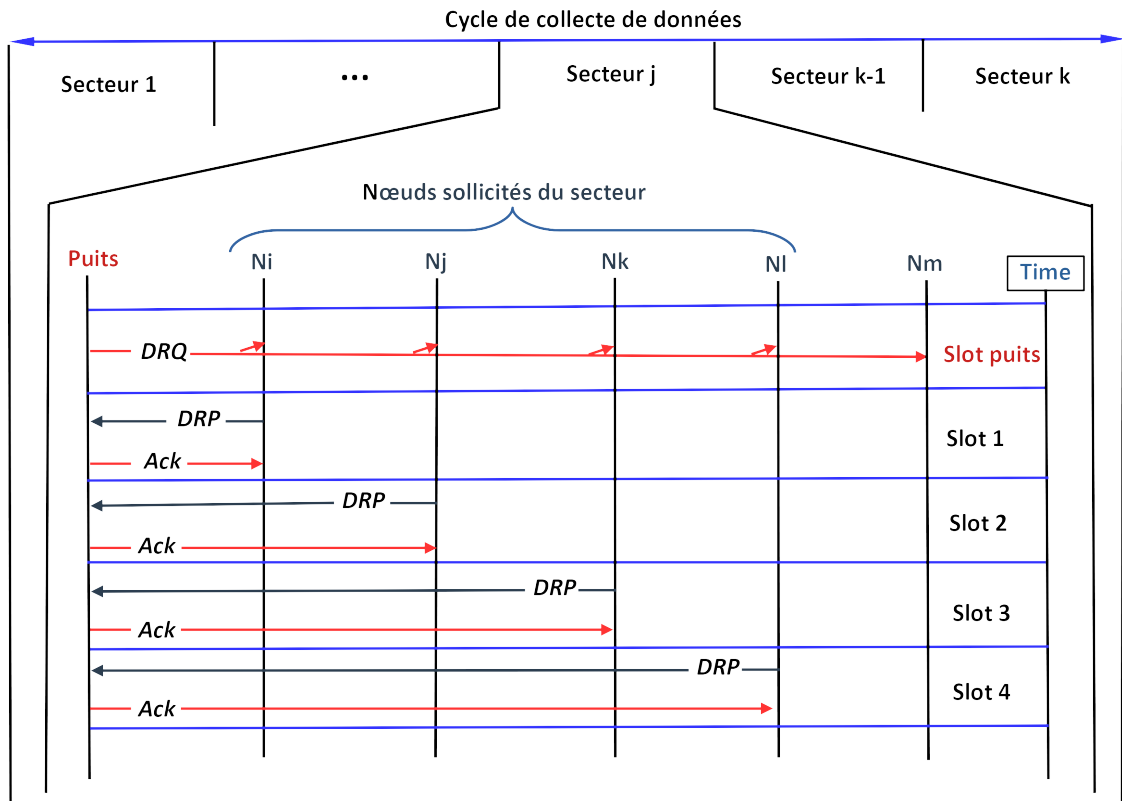 Cycle de collecte de données
Secteur 1
...
Secteur j
Secteur k-1
Secteur k
Nœuds sollicités du secteur
Puits
Ni
Nj
Nk
Nl
Nm
Time
DRQ
Slot puits
DRP
Slot 1
Ack
DRP
Slot 2
Ack
DRP
Slot 3
Ack
DRP
Slot 4
Ack